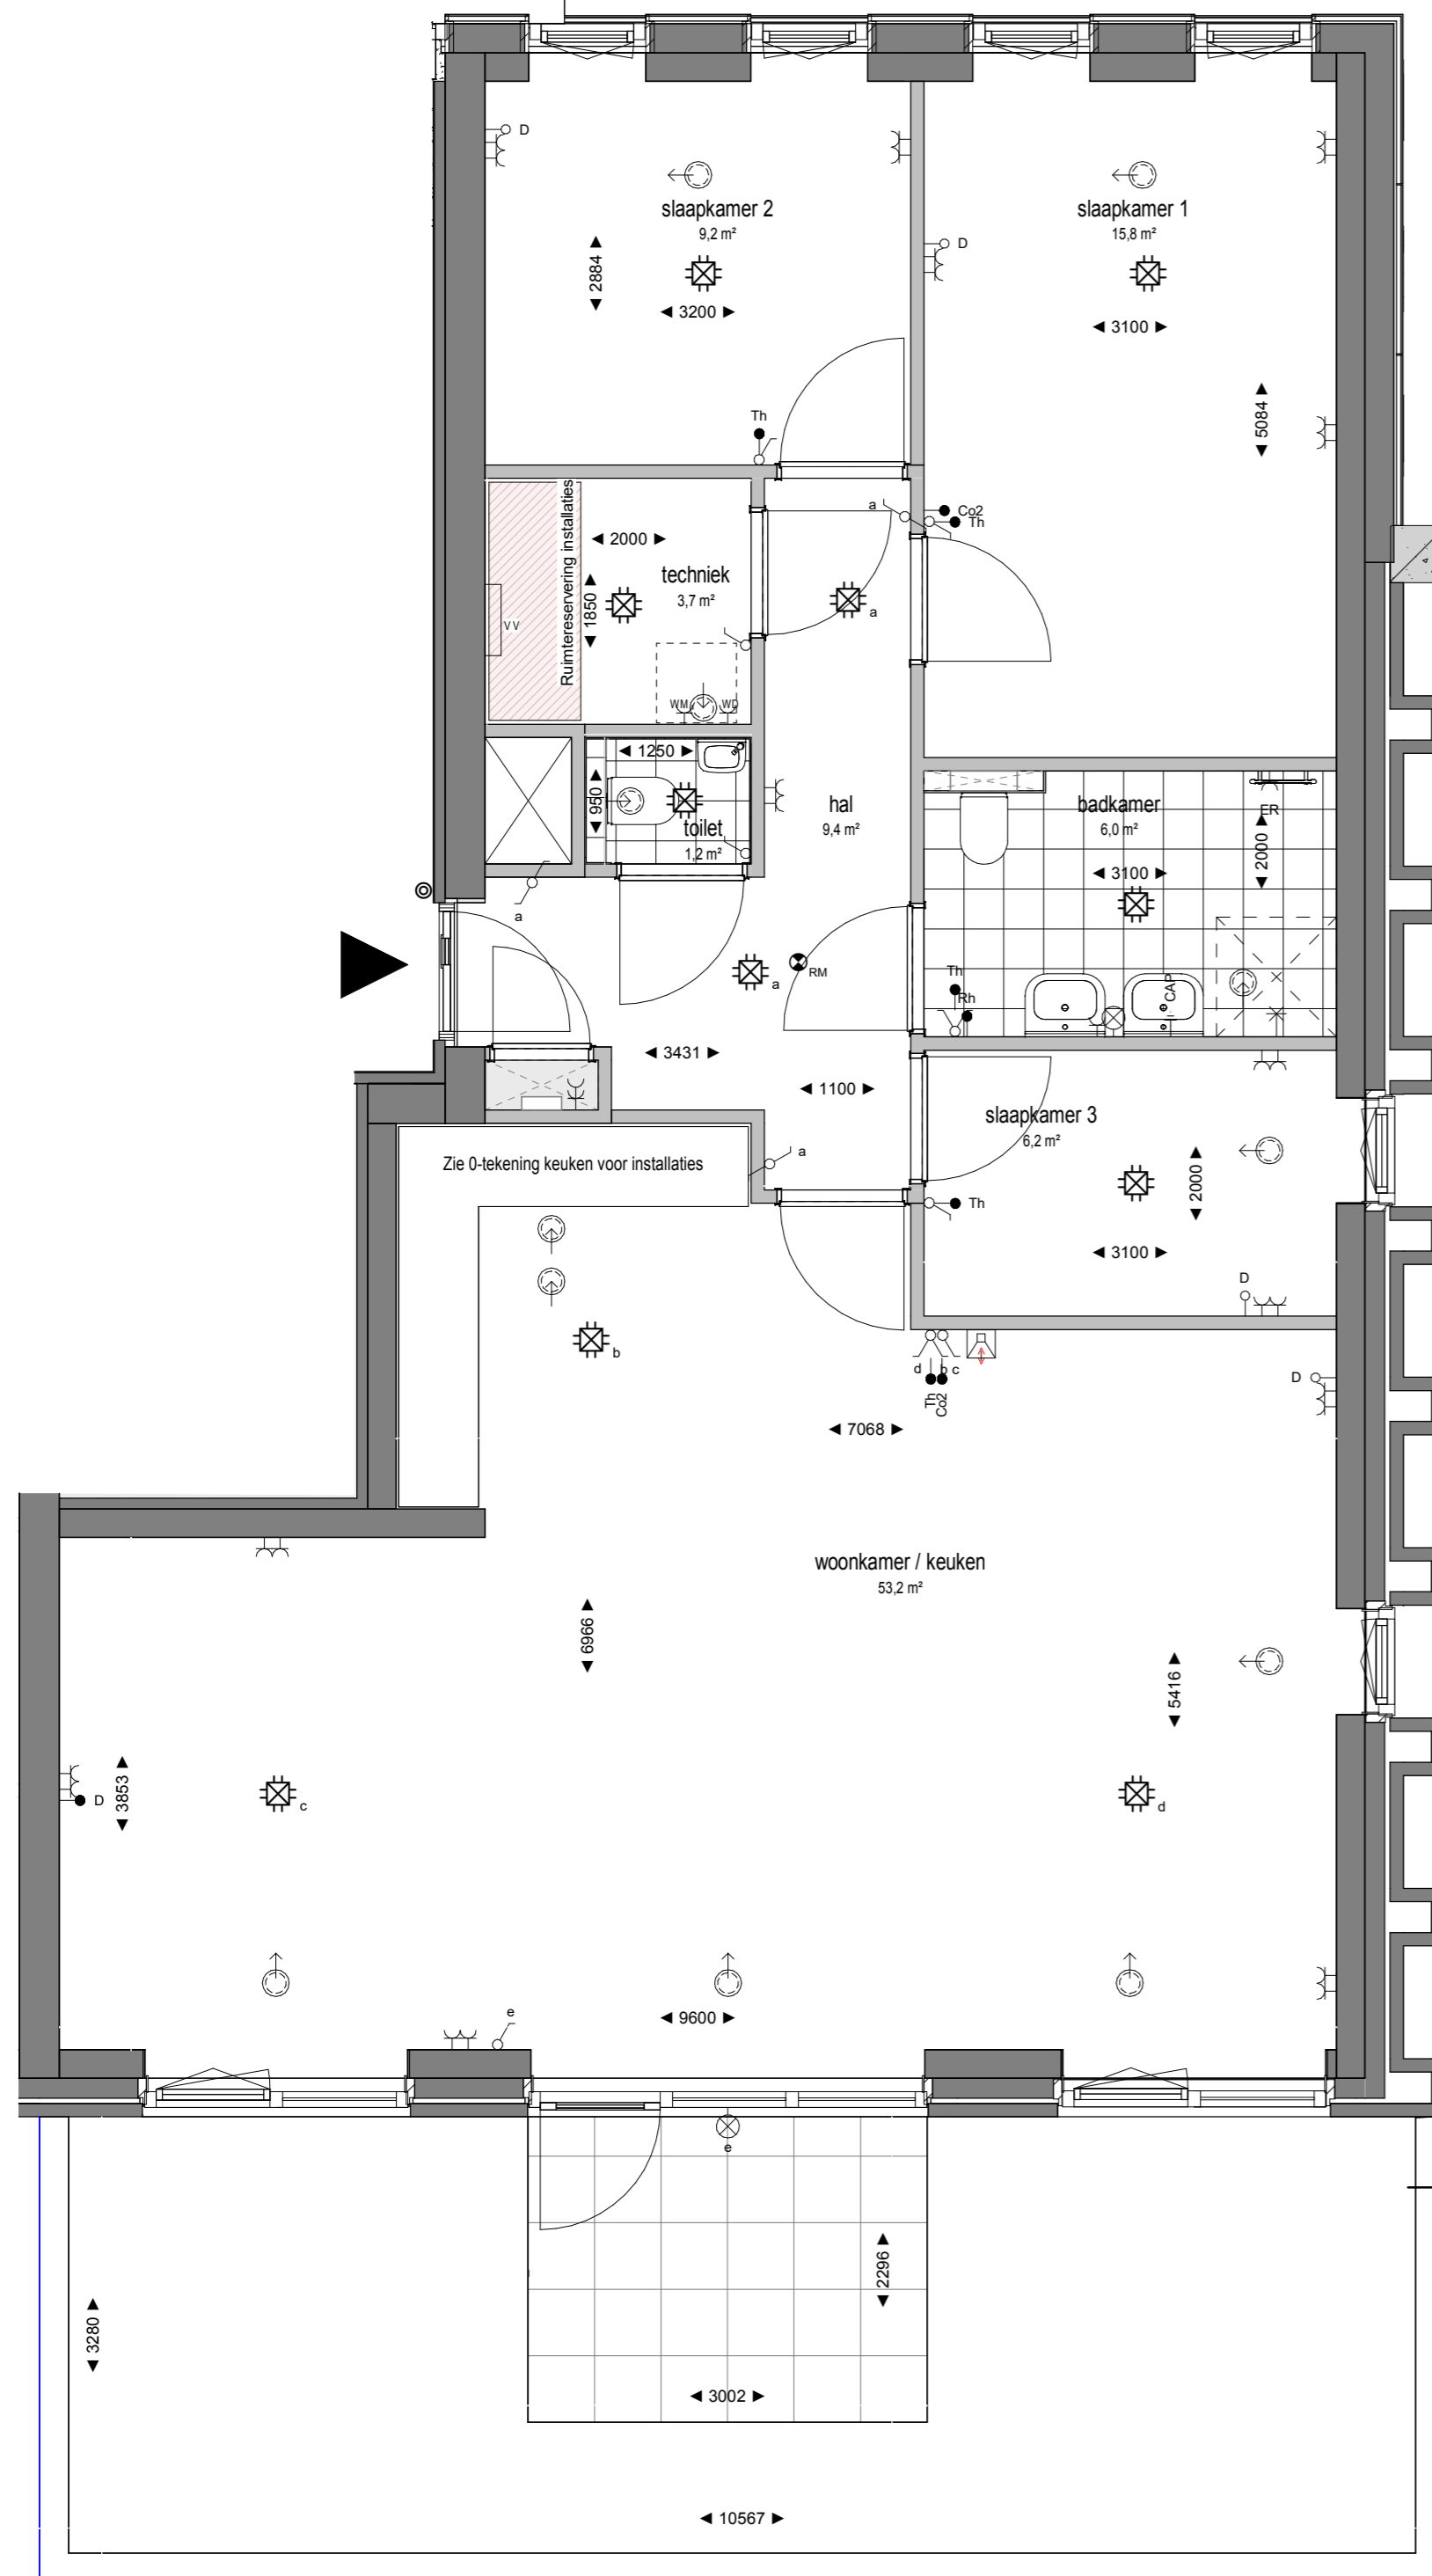 D
slaapkamer 2
9,2 m²
2884
3200
slaapkamer 1
15,8 m²
D
3100
5084
Th
a
Co2
Th
Ruimtereservering installaties
2000
techniek
3,7 m²
1850
VV
a
WM
WD
1250
950
toilet
1,2 m²
hal
9,4 m²
badkamer
6,0 m²
ER
2000
3100
a
a
RM
Th
Rh
CAP
3431
1100
slaapkamer 3
6,2 m²
Zie 0-tekening keuken voor installaties
a
2000
Th
3100
D
b
d
b c
Th
Co2
D
7068
woonkamer / keuken
53,2 m²
6966
5416
3853
D
c
d
9600
e
e
2296
3280
3002
10567